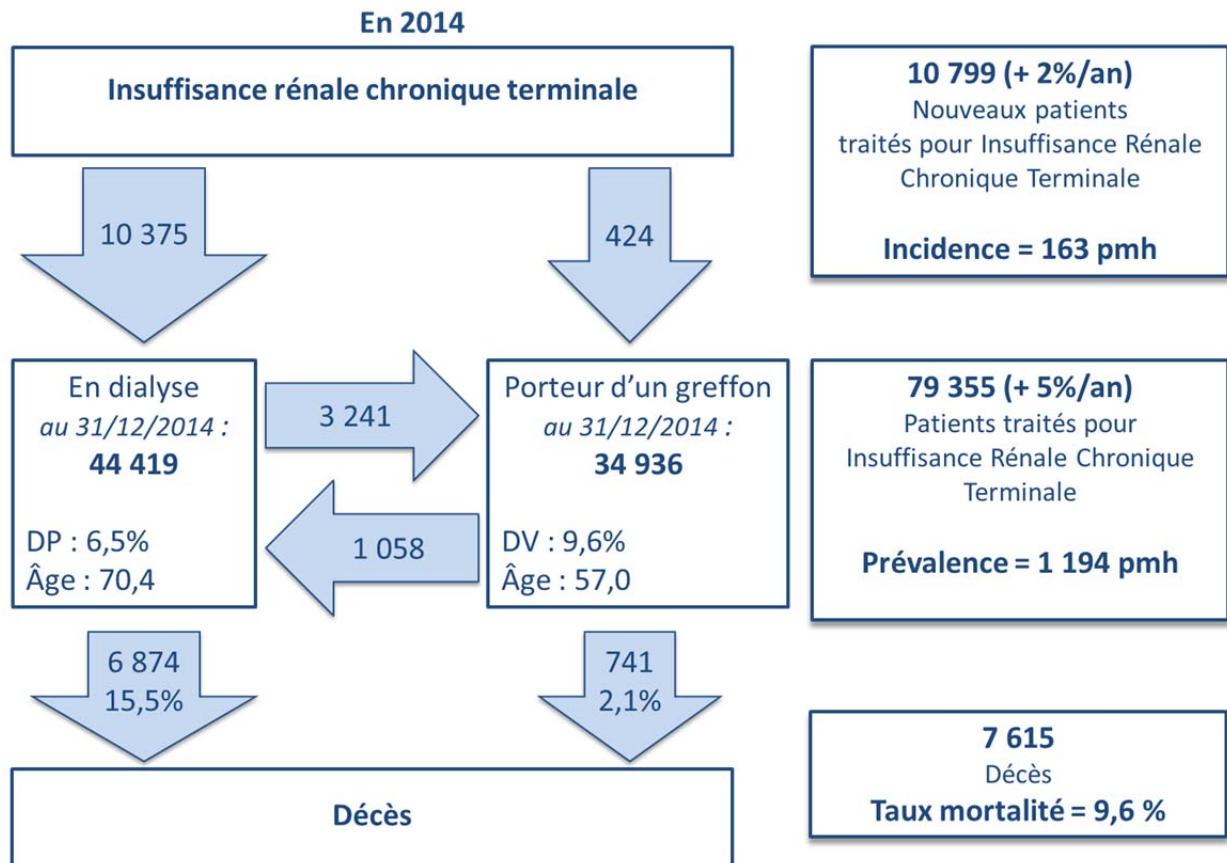 En 2014
Insuffisance rénale chronique terminale
10 375
424
10 799 (+ 2%/an)
Nouveaux patients
traités pour Insuffisance Rénale
Chronique Terminale
Incidence = 163 pmh
En dialyse
au 31/12/2014 :
44 419
DP : 6,5%
Âge : 70,4
3 241
1 058
Porteur d’un greffon
au 31/12/2014 :
34 936
DV : 9,6%
Âge : 57,0
79 355 (+ 5%/an)
Patients traités pour
Insuffisance Rénale Chronique
Terminale
Prévalence = 1 194 pmh
6 874
15,5%
741
2,1%
Décès
7 615
Décès
Taux mortalité = 9,6 %